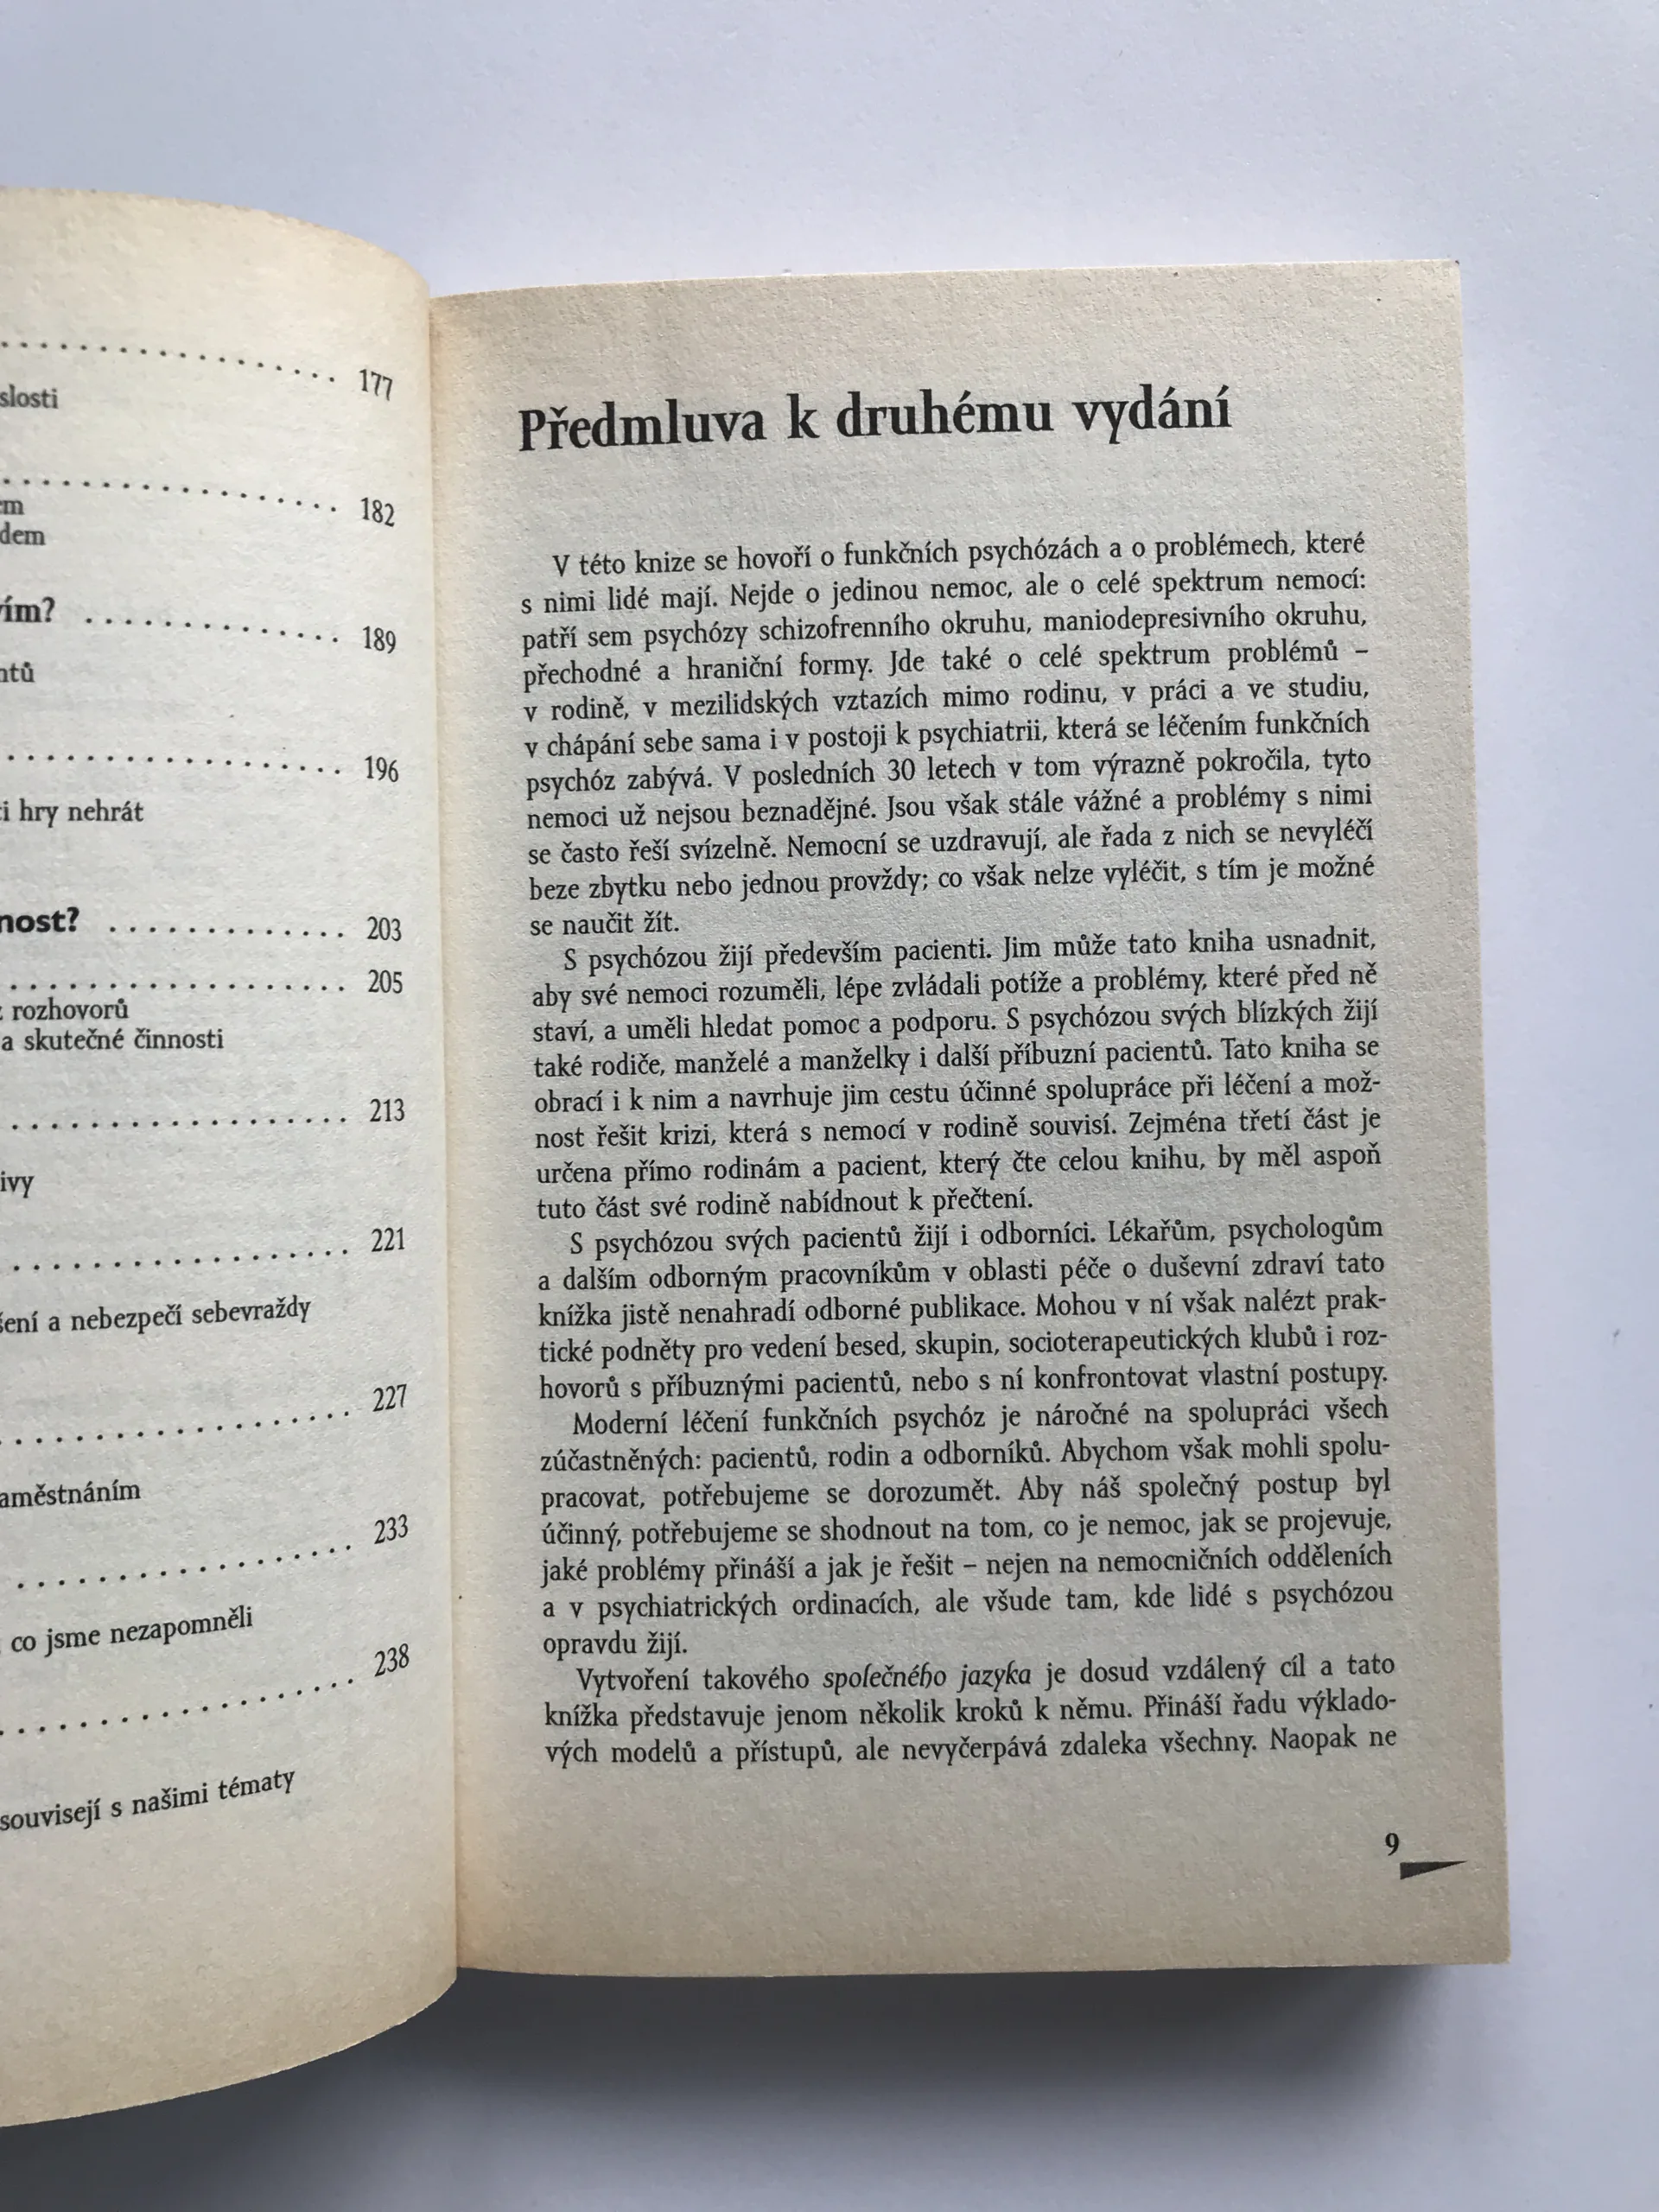 177
slosti
182
em
dem
vím? 189
ntů
196
ti hry nehrát
nost? 203
205
z rozhovorů
a skutečné činnosti
213
ivy
221
šení a nebezpečí sebevraždy
227
aměstnáním
233
co jsme nezapomněli
238
souvisejí s našimi tématy
Předmluva k druhému vydání
V této knize se hovoří o funkčních psychózách a o problémech, které
s nimi lidé mají. Nejde o jedinou nemoc, ale o celé spektrum nemocí:
patří sem psychózy schizofrenního okruhu, maniodepresivního okruhu,
přechodné a hraniční formy. Jde také o celé spektrum problémů –
v rodině, v mezilidských vztazích mimo rodinu, v práci a ve studiu,
v chápání sebe sama i v postoji k psychiatrii, která se léčením funkčních
psychóz zabývá. V posledních 30 letech v tom výrazně pokročila, tyto
nemoci už nejsou beznadějné. Jsou však stále vážné a problémy s nimi
se často řeší svízelně. Nemocní se uzdravují, ale řada z nich se nevyléčí
beze zbytku nebo jednou provždy; co však nelze vyléčit, s tím je možné
se naučit žít.
S psychózou žijí především pacienti. Jim může tato kniha usnadnit,
aby své nemoci rozuměli, lépe zvládali potíže a problémy, které před ně
staví, a uměli hledat pomoc a podporu. S psychózou svých blízkých žijí
také rodiče, manželé a manželky i další příbuzní pacientů. Tato kniha se
obrací i k nim a navrhuje jim cestu účinné spolupráce při léčení a mož-
nost řešit krizi, která s nemocí v rodině souvisí. Zejména třetí část je
určena přímo rodinám a pacient, který čte celou knihu, by měl aspoň
tuto část své rodině nabídnout k přečtení.
S psychózou svých pacientů žijí i odborníci. Lékařům, psychologům
a dalším odborným pracovníkům v oblasti péče o duševní zdraví tato
knížka jistě nenahradí odborné publikace. Mohou v ní však nalézt prak-
tické podněty pro vedení besed, skupin, socioterapeutických klubů i roz-
hovorů s příbuznými pacientů, nebo s ní konfrontovat vlastní postupy.
Moderní léčení funkčních psychóz je náročné na spolupráci všech
zúčastněných: pacientů, rodin a odborníků. Abychom však mohli spolu-
pracovat, potřebujeme se dorozumět. Aby náš společný postup byl
účinný, potřebujeme se shodnout na tom, co je nemoc, jak se projevuje,
jaké problémy přináší a jak je řešit – nejen na nemocničních odděleních
a v psychiatrických ordinacích, ale všude tam, kde lidé s psychózou
opravdu žijí.
Vytvoření takového společného jazyka je dosud vzdálený cíl a tato
knížka představuje jenom několik kroků k němu. Přináší řadu výklado-
vých modelů a přístupů, ale nevyčerpává zdaleka všechny. Naopak ne
9